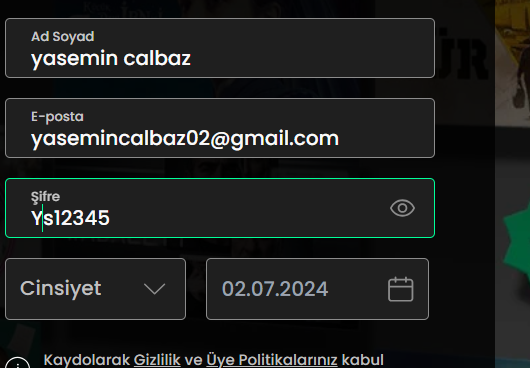 Ad Soyad
yasemin calbaz
ÜR
E-posta
yasemincalbaz02@gmail.com
Şifre
Ys12345
Cinsiyet
02.07.2024
Kaydolarak Gizlilik ve Üye Politikalarınız kabul